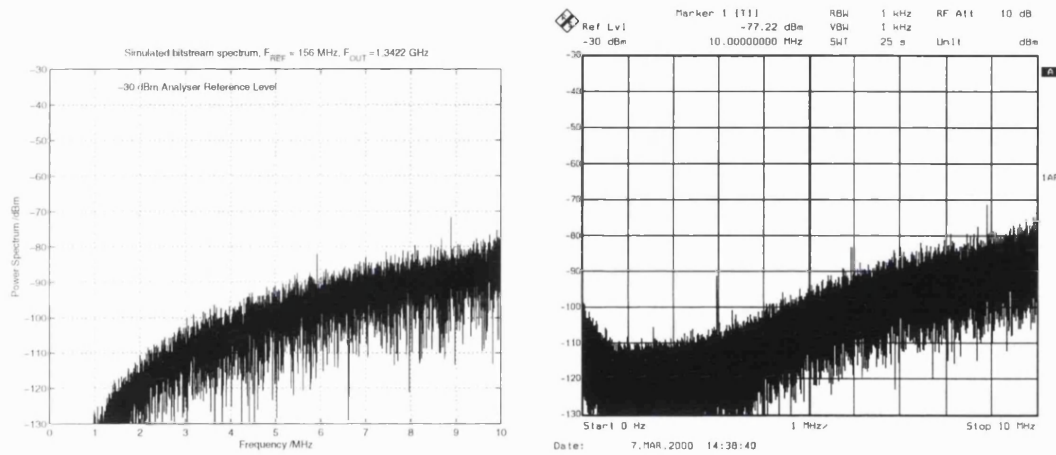 Simulated bitstream spectrum, F_REF = 156 MHz, F_OUT =1.3422 GHz
-30 dBm Analyser Reference Level
-30
-40
-50
-60
-70
-80
-90
-100
-110
-120
-130
Power Spectrum /dBm
0 1 2 3 4 5 6 7 8 9 10
Frequency /MHz
Marker 1 [T1] RBW 1 kHz RF Att 10 dB
Ref Lvl -77.22 dBm VBW 1 kHz
-30 dBm 10.00000000 MHz SWT 25 s Unit dBm
-30
-40
-50
-60
-70
-80
-90
-100
-110
-120
-130
A
Start 0 Hz 1 MHz/ Stop 10 MHz
Date: 7.MAR.2000 14:38:40